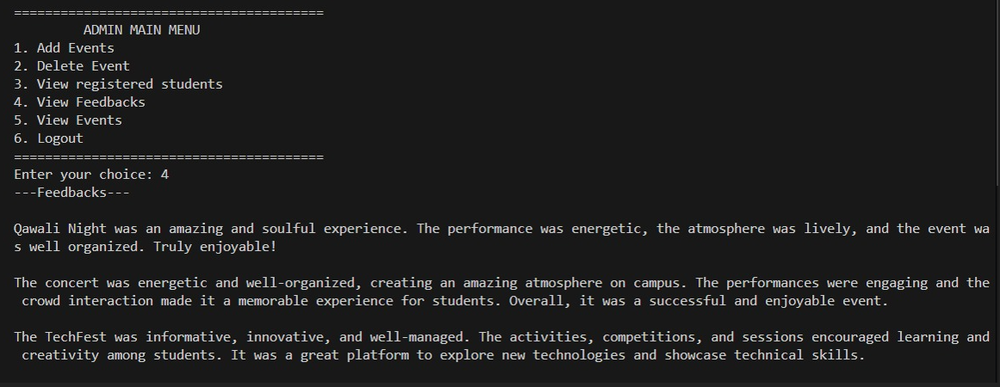 ========================================
ADMIN MAIN MENU
1. Add Events
2. Delete Event
3. View registered students
4. View Feedbacks
5. View Events
6. Logout
========================================
Enter your choice: 4
---Feedbacks---
Qawali Night was an amazing and soulful experience. The performance was energetic, the atmosphere was lively, and the event wa
s well organized. Truly enjoyable!
The concert was energetic and well-organized, creating an amazing atmosphere on campus. The performances were engaging and the
crowd interaction made it a memorable experience for students. Overall, it was a successful and enjoyable event.
The TechFest was informative, innovative, and well-managed. The activities, competitions, and sessions encouraged learning and
creativity among students. It was a great platform to explore new technologies and showcase technical skills.